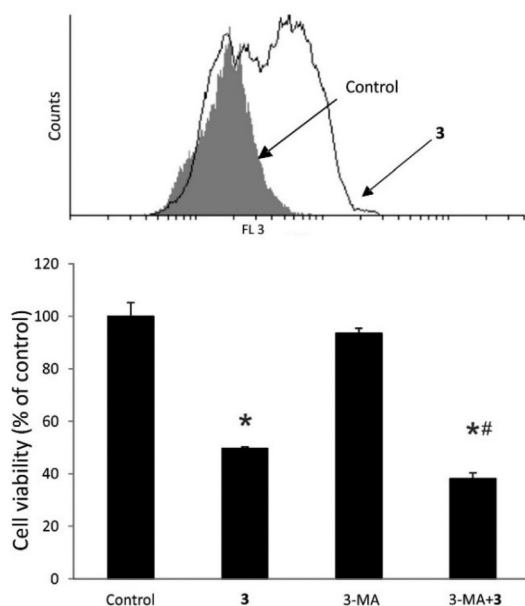 Counts
Control
3
FL 3
Cell viability (% of control)
120
100
80
60
40
20
0
*
*#
Control
3
3-MA
3-MA+3